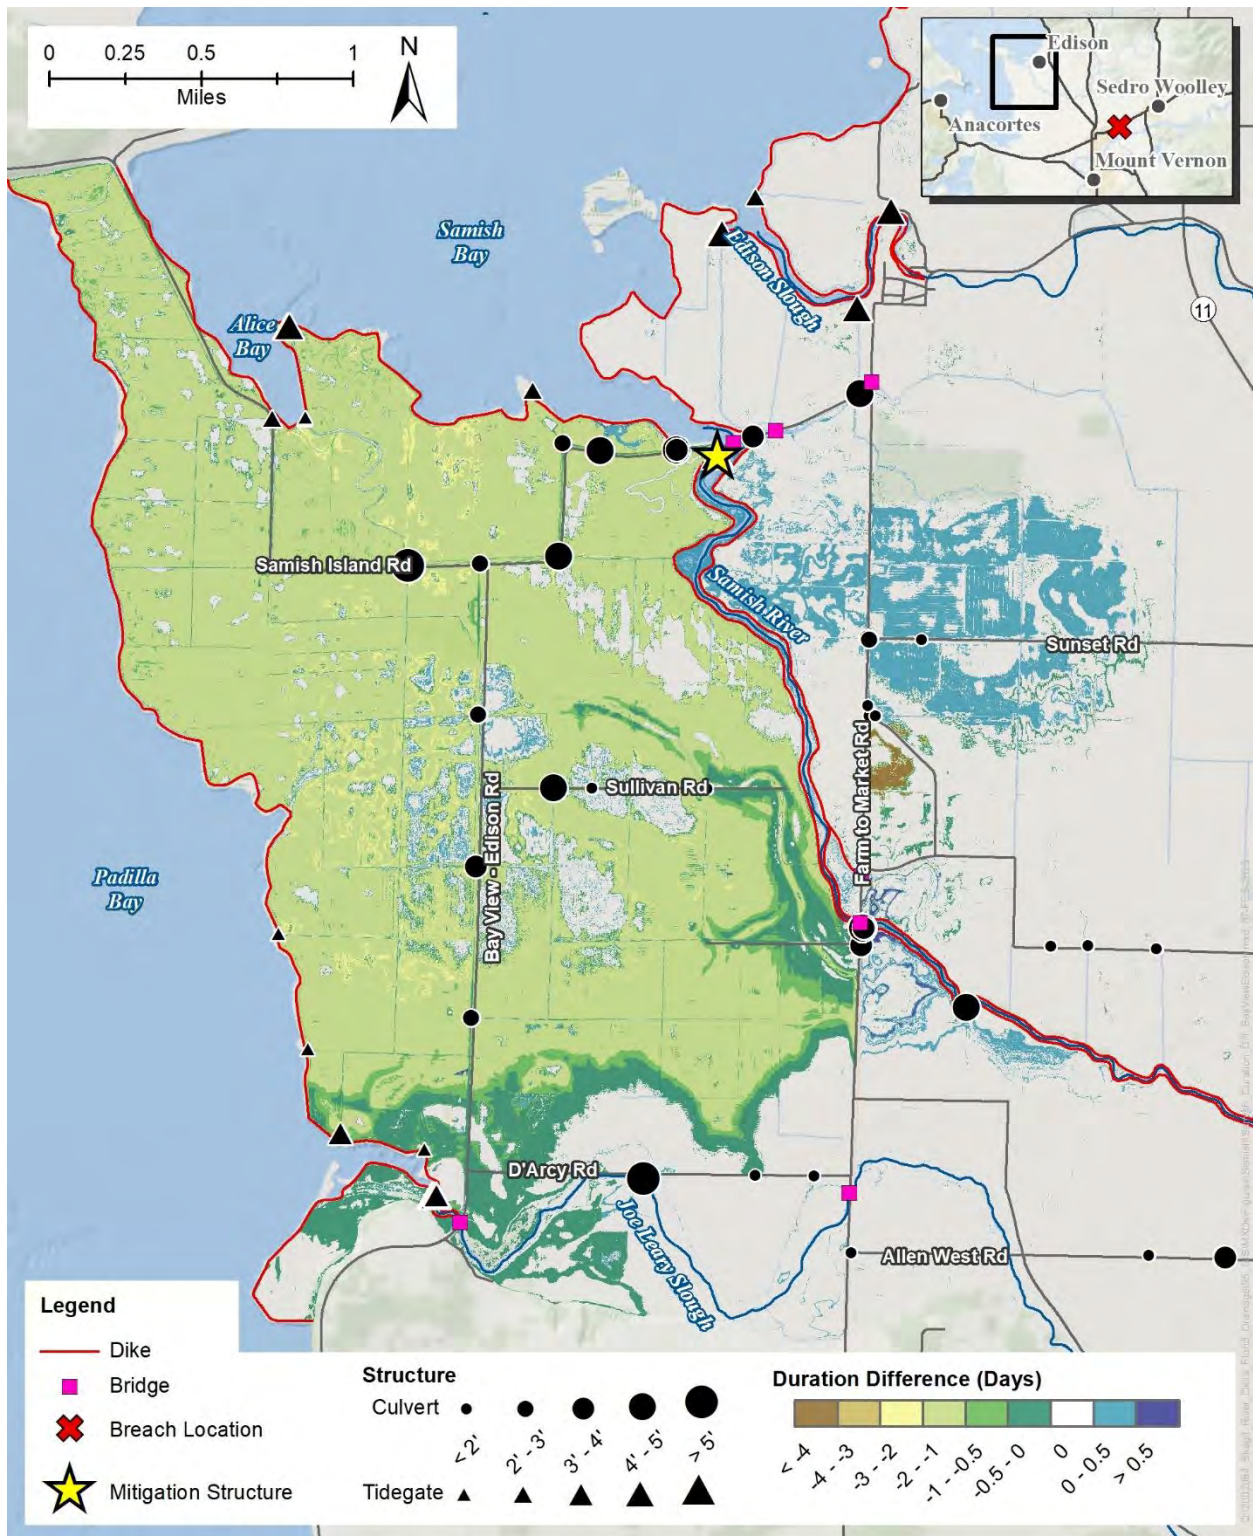 0 0.25 0.5 1
Miles
N
Edison
Sedro Woolley
Anacortes
Mount Vernon
Samish
Bay
Edison Slough
11
Alice
Bay
Samish Island Rd
Samish River
Sunset Rd
Farm to Market Rd
Sullivan Rd
Bay View - Edison Rd
Padilla
Bay
D'Arcy Rd
Joe Leary Slough
Allen West Rd
Legend
Dike
Bridge
Breach Location
Mitigation Structure
Structure
Culvert
< 2' 2' - 3' 3' - 4' 4' - 5' > 5'
Tidegate
Duration Difference (Days)
< -4 -4 - -3 -3 - -2 -2 - -1 -1 - -0.5 -0.5 - 0 0 0 - 0.5 > 0.5